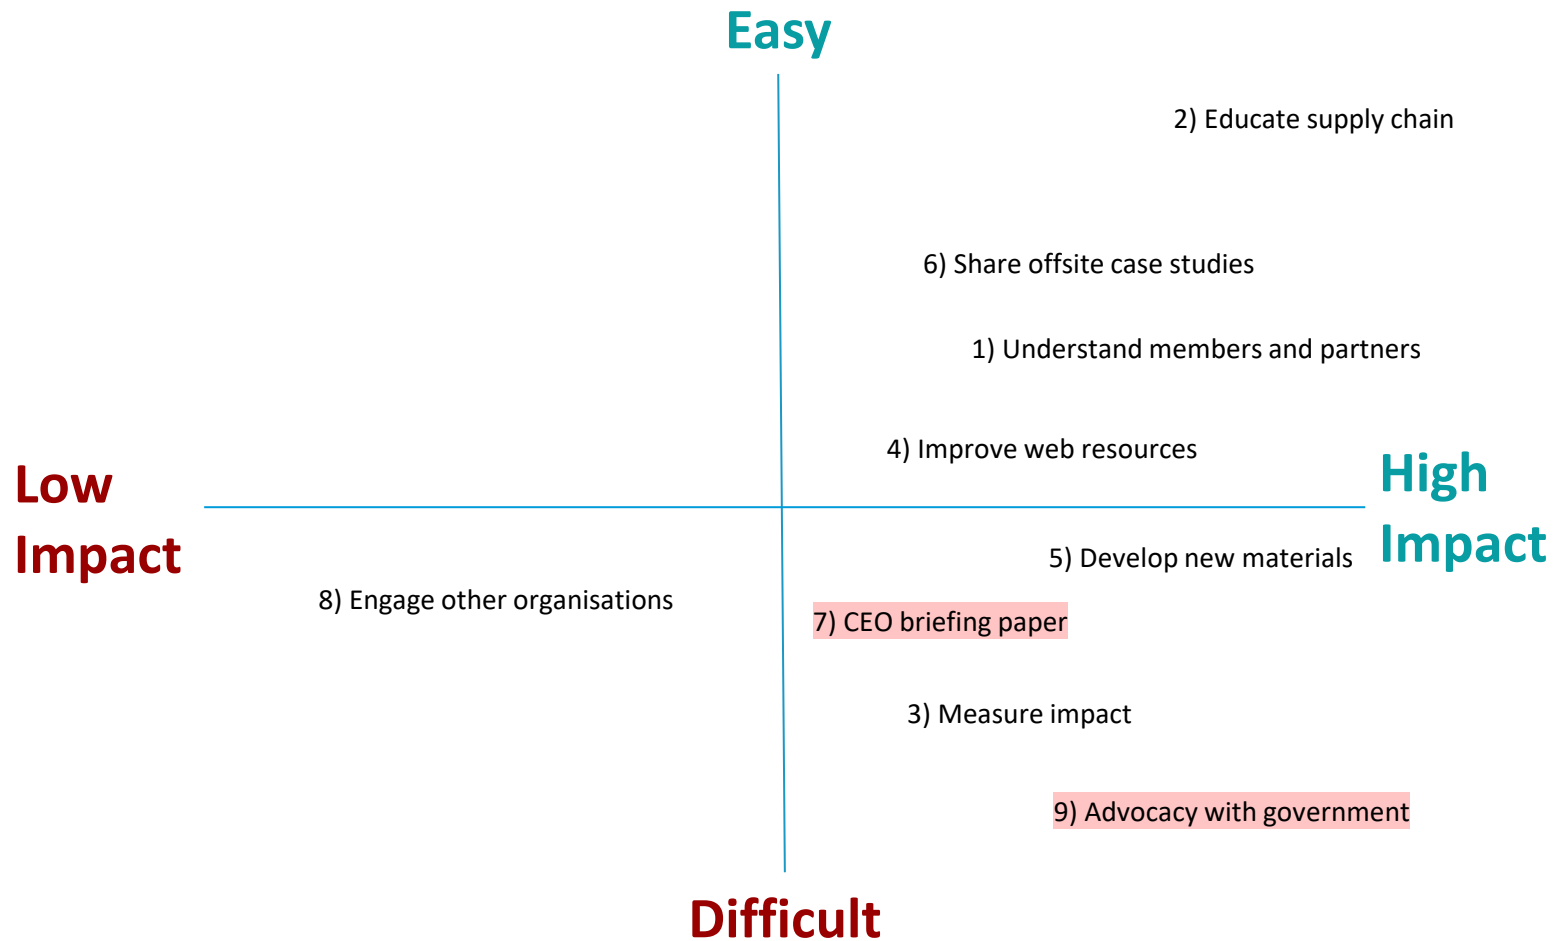 Easy
2) Educate supply chain
6) Share offsite case studies
1) Understand members and partners
4) Improve web resources
Low
Impact
High
Impact
5) Develop new materials
8) Engage other organisations
7) CEO briefing paper
3) Measure impact
9) Advocacy with government
Difficult